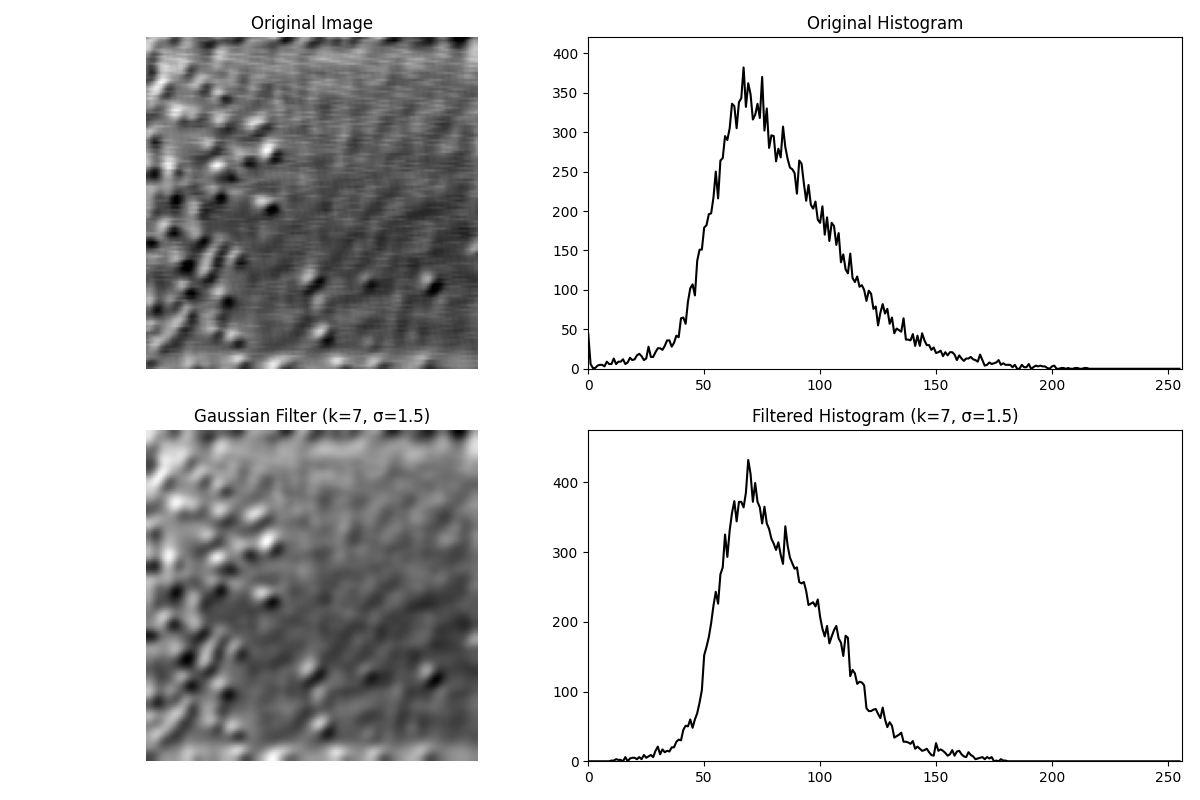 Original Image
Original Histogram
400
350
300
250
200
150
100
50
0
0 50 100 150 200 250
Gaussian Filter (k=7, σ=1.5)
Filtered Histogram (k=7, σ=1.5)
400
300
200
100
0
0 50 100 150 200 250